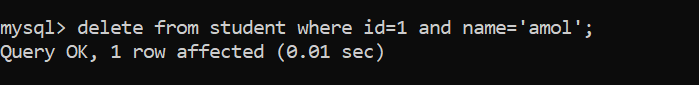 mysql> delete from student where id=1 and name='amol';
Query OK, 1 row affected (0.01 sec)